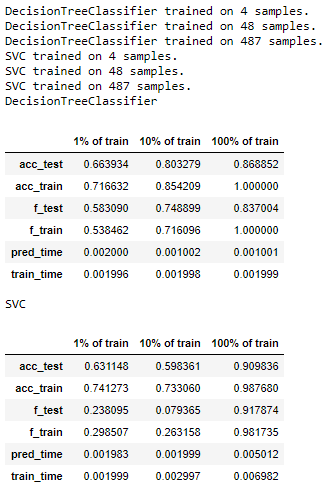 DecisionTreeClassifier trained on 4 samples.
DecisionTreeClassifier trained on 48 samples.
DecisionTreeClassifier trained on 487 samples.
SVC trained on 4 samples.
SVC trained on 48 samples.
SVC trained on 487 samples.
DecisionTreeClassifier
1% of train 10% of train 100% of train
acc_test 0.663934 0.803279 0.868852
acc_train 0.716632 0.854209 1.000000
f_test 0.583090 0.748899 0.837004
f_train 0.538462 0.716096 1.000000
pred_time 0.002000 0.001002 0.001001
train_time 0.001996 0.001998 0.001999
SVC
1% of train 10% of train 100% of train
acc_test 0.631148 0.598361 0.909836
acc_train 0.741273 0.733060 0.987680
f_test 0.238095 0.079365 0.917874
f_train 0.298507 0.263158 0.981735
pred_time 0.001983 0.001999 0.005012
train_time 0.001999 0.002997 0.006982